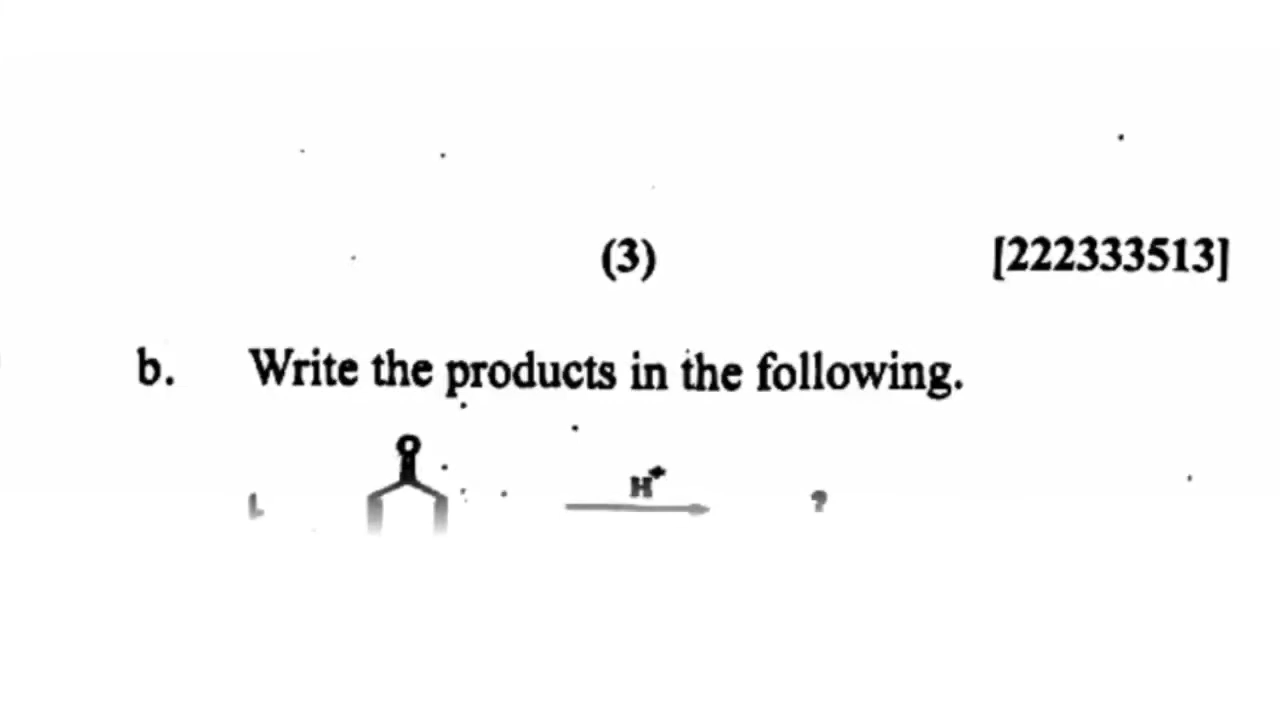 (3) [222333513]
b. Write the products in the following.
O
H⁺ ?